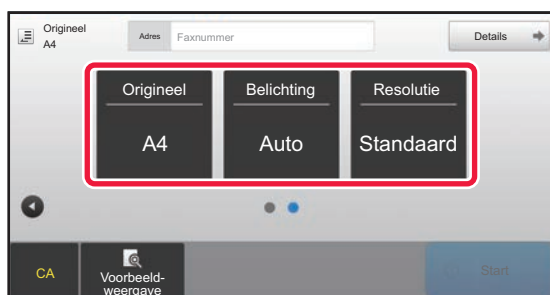 Origineel
A4
Adres Faxnummer
Details
Origineel Belichting Resolutie
A4 Auto Standaard
CA
Voorbeeld-
weergave
Start